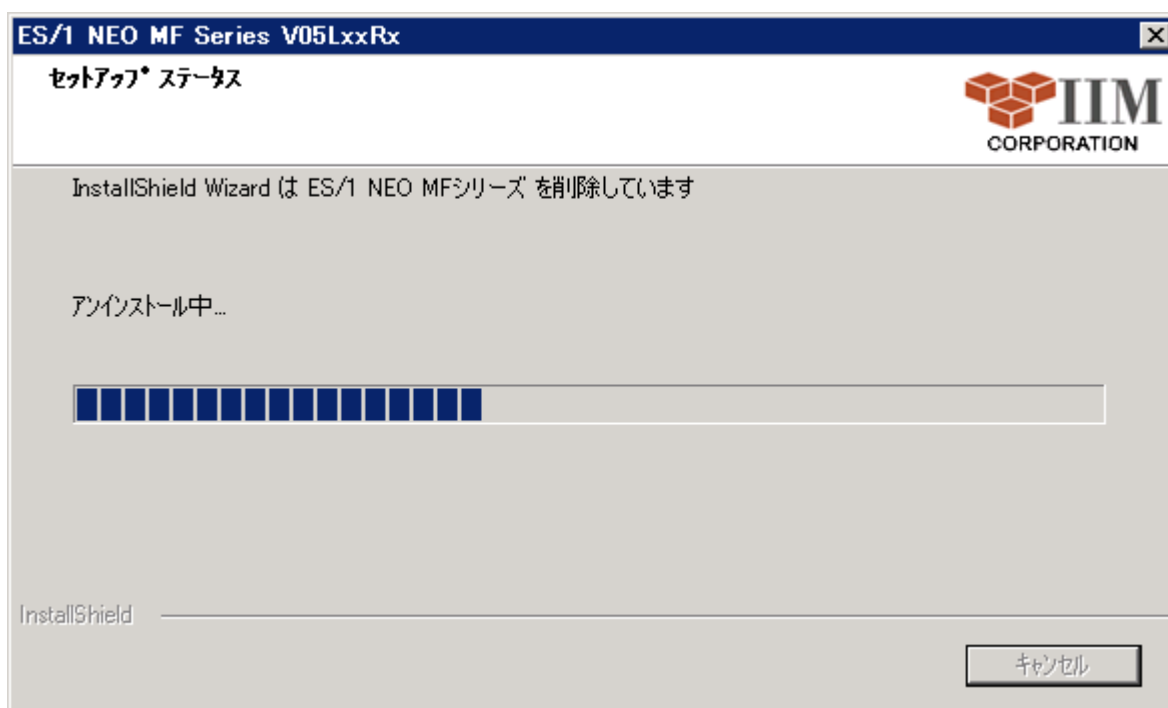 ES/1 NEO MF Series V05LxxRx
セットアップ ステータス
IIM
CORPORATION
InstallShield Wizard は ES/1 NEO MFシリーズ を削除しています
アンインストール中...
InstallShield
キャンセル